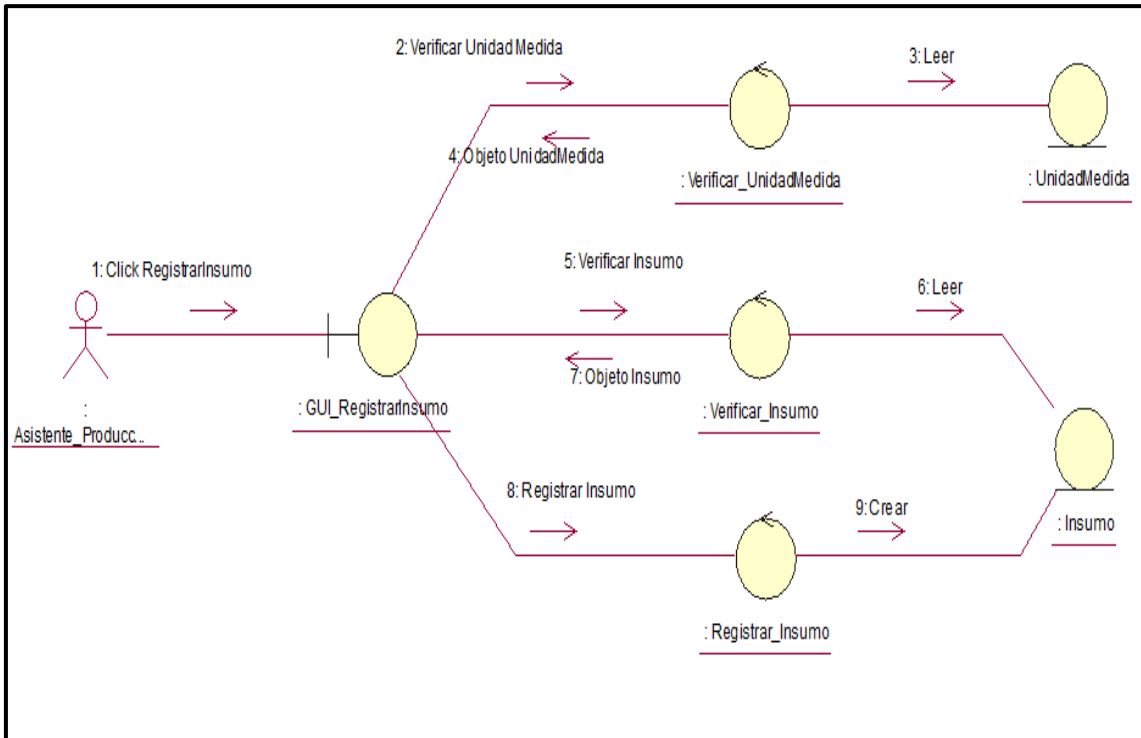 2: Verificar Unidad Medida
3: Leer
4: Objeto UnidadMedida
: Verificar_UnidadMedida
: UnidadMedida
1: Click RegistrarInsumo
5: Verificar Insumo
6: Leer
7: Objeto Insumo
: GUI_RegistrarInsumo
: Verificar_Insumo
:
Asistente_Producc...
8: Registrar Insumo
9: Crear
: Insumo
: Registrar_Insumo